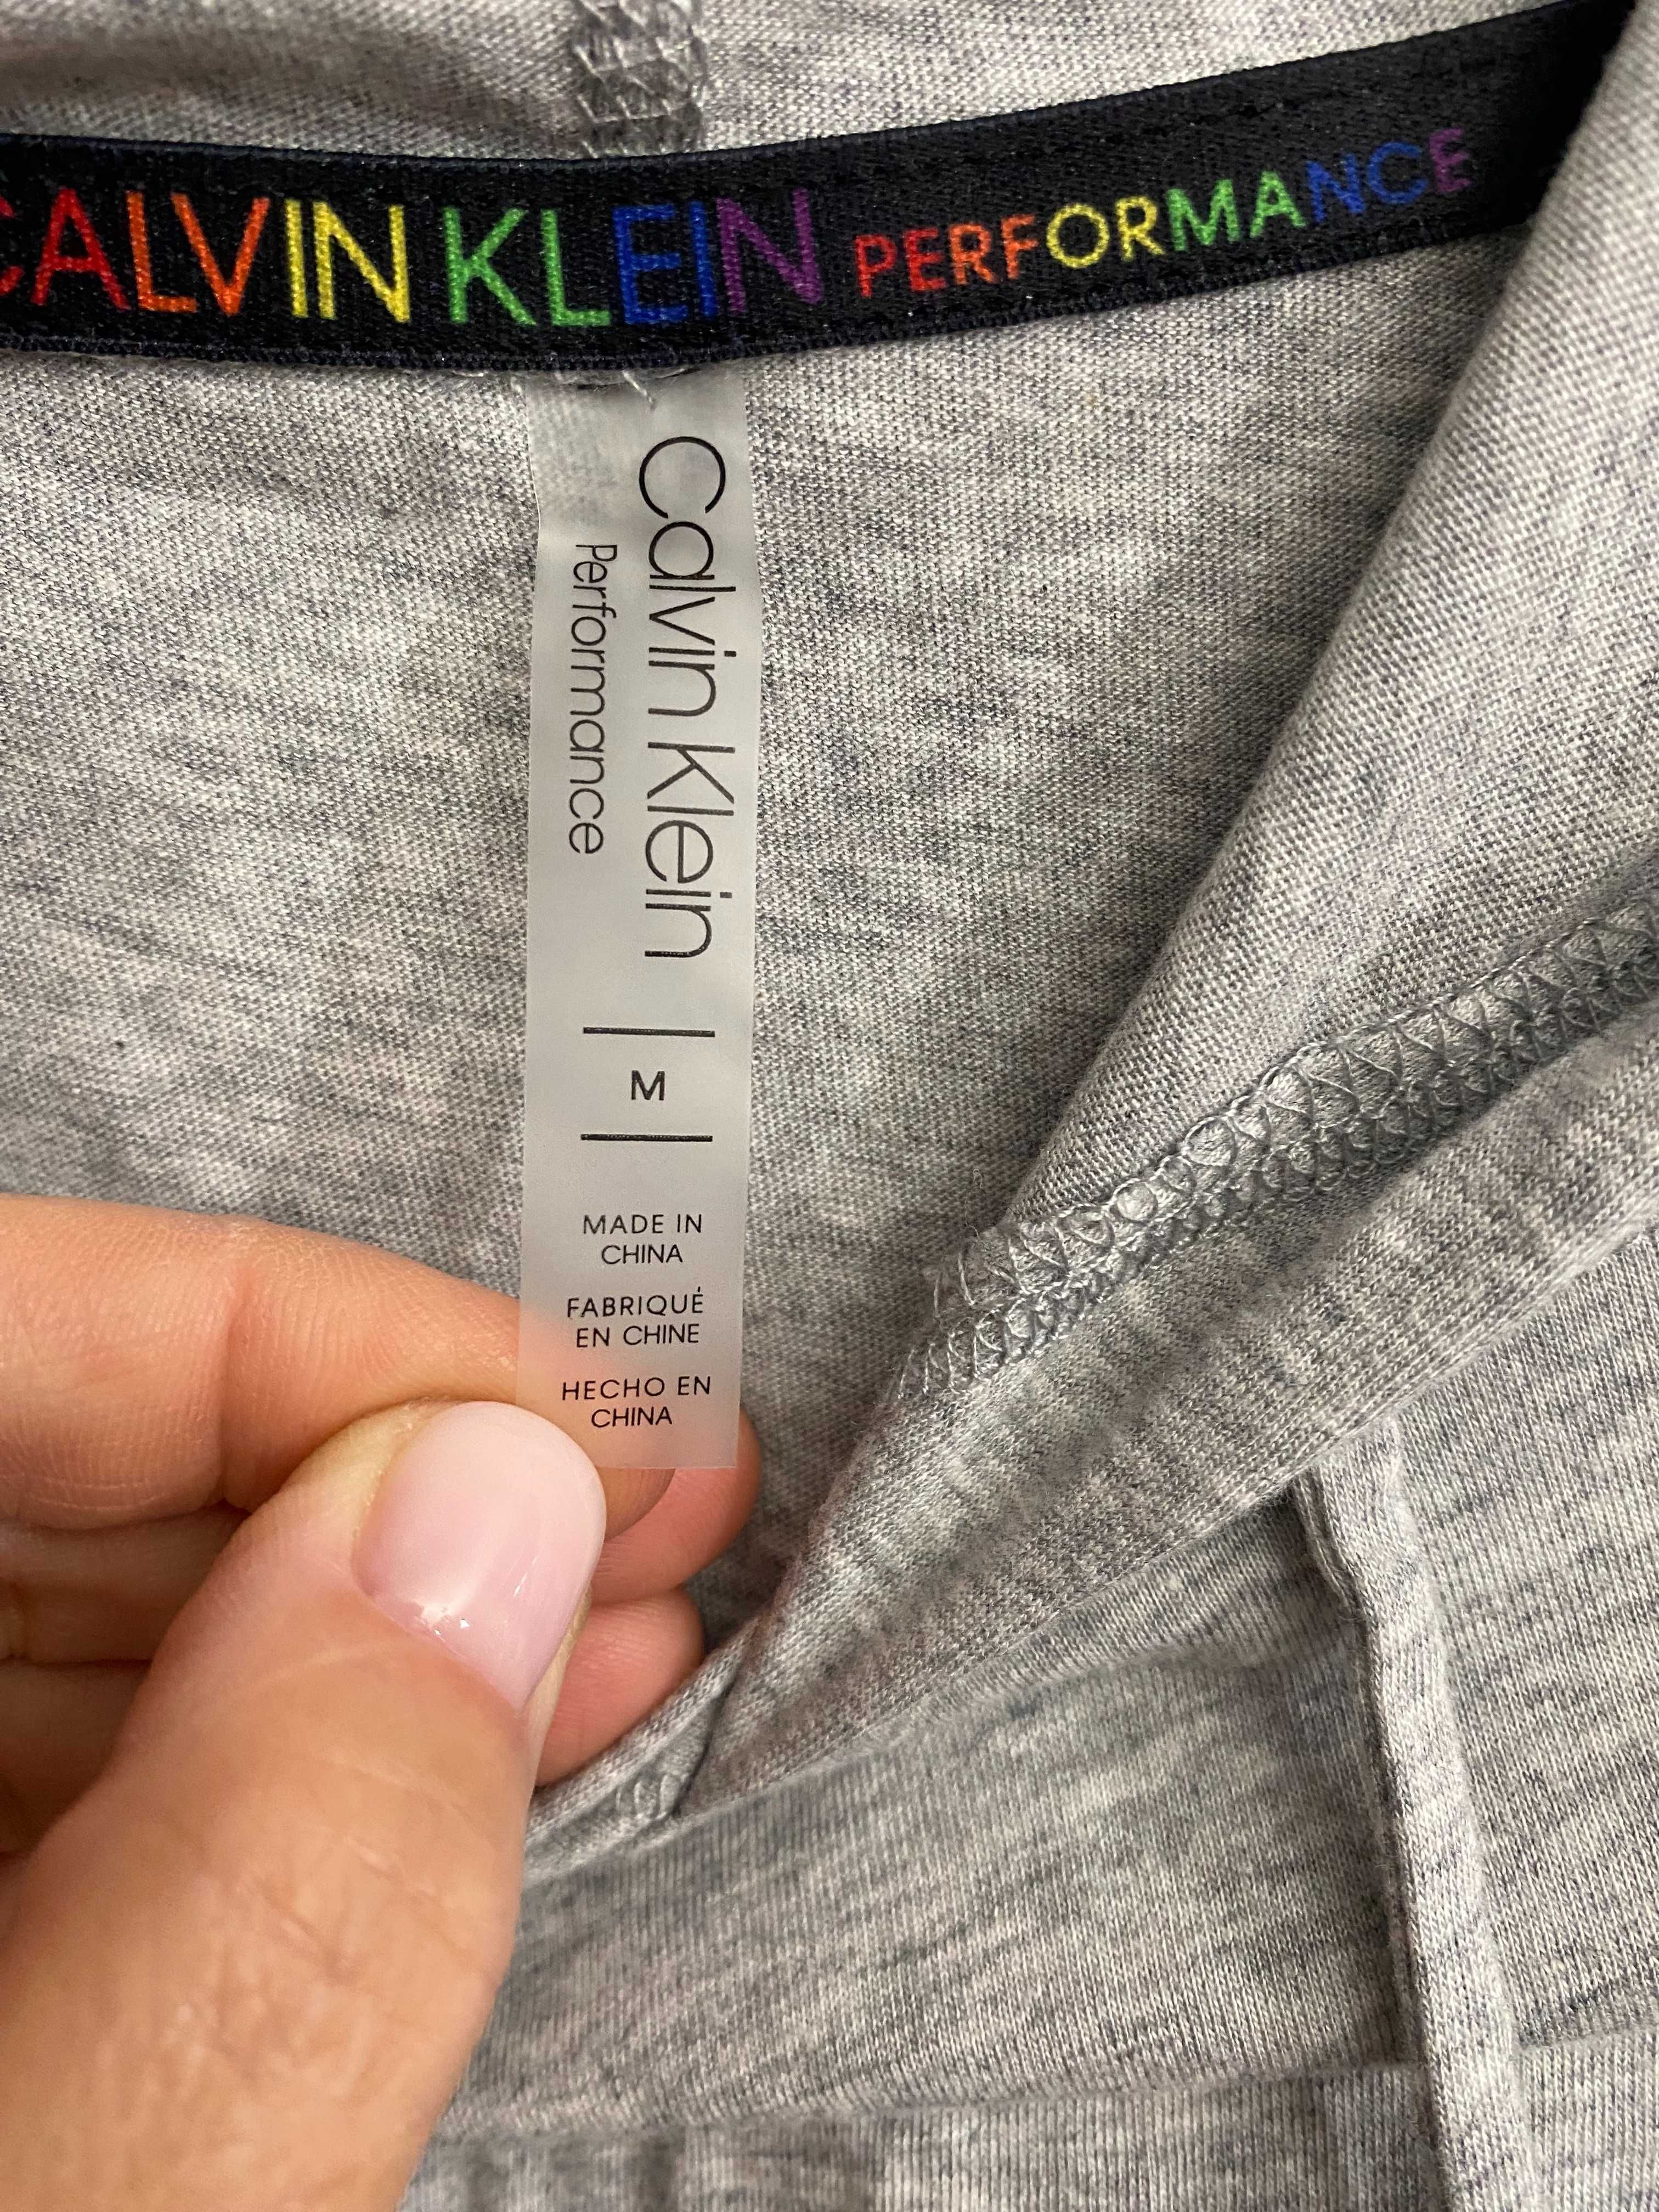 CALVIN KLEIN PERFORMANCE
Calvin Klein
Performance
M
MADE IN
CHINA
FABRIQUÉ
EN CHINE
HECHO EN
CHINA